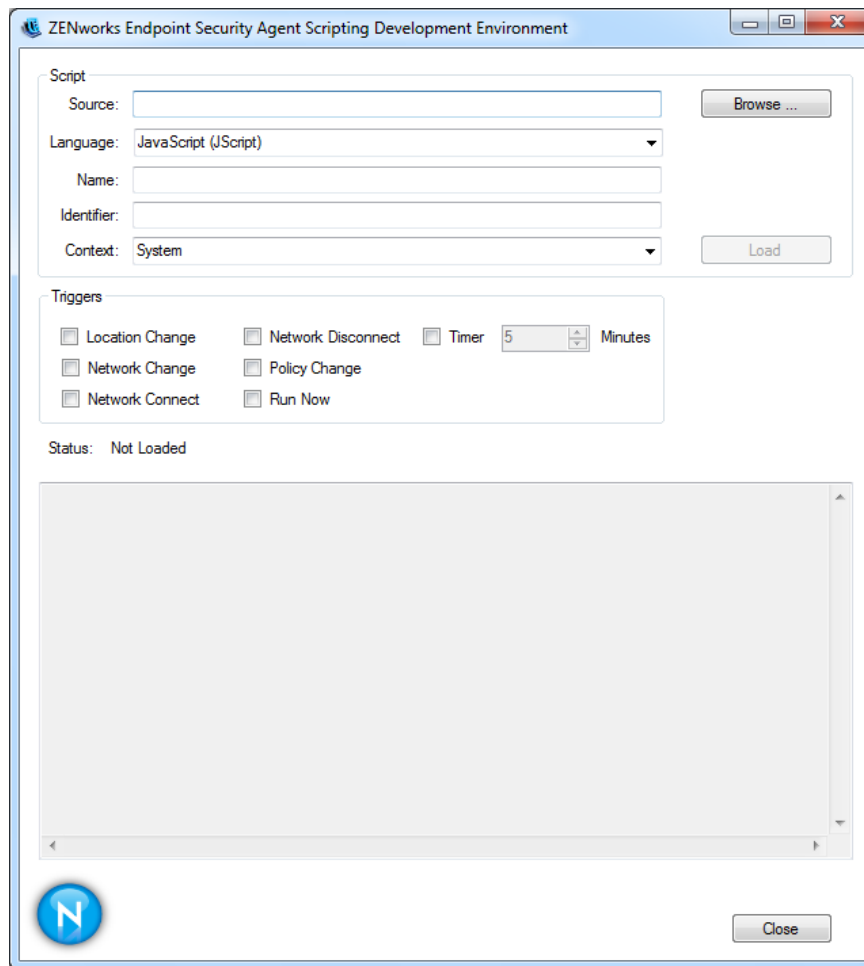 ZENworks Endpoint Security Agent Scripting Development Environment
Script
Source:
Browse ...
Language: JavaScript (JScript)
Name:
Identifier:
Context: System
Load
Triggers
Location Change Network Disconnect Timer 5 Minutes
Network Change Policy Change
Network Connect Run Now
Status: Not Loaded
N
Close